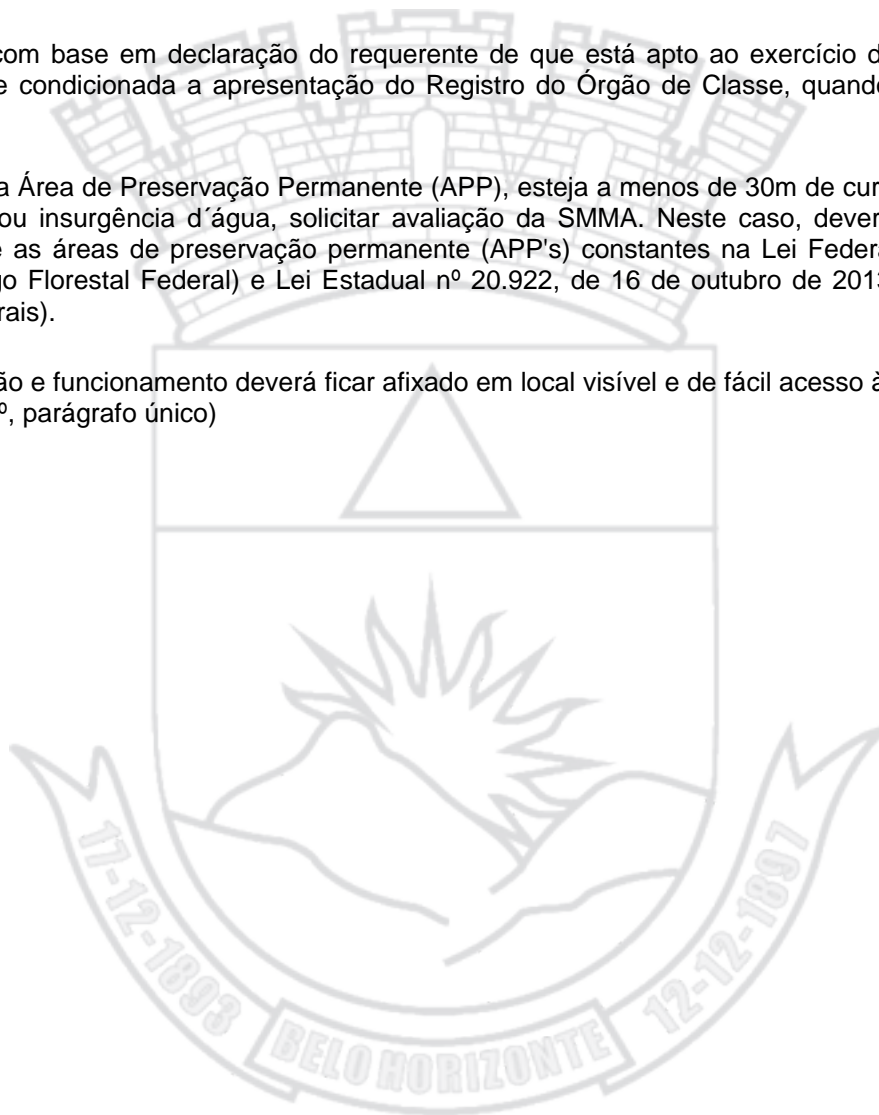 com base em declaração do requerente de que está apto ao exercício d
e condicionada a apresentação do Registro do Órgão de Classe, quando
a Área de Preservação Permanente (APP), esteja a menos de 30m de cur
ou insurgência d´água, solicitar avaliação da SMMA. Neste caso, dever
e as áreas de preservação permanente (APP's) constantes na Lei Feder
go Florestal Federal) e Lei Estadual nº 20.922, de 16 de outubro de 2013
rais).
ão e funcionamento deverá ficar afixado em local visível e de fácil acesso à
º, parágrafo único)
17-12-1893
BELO HORIZONTE
12-12-1897